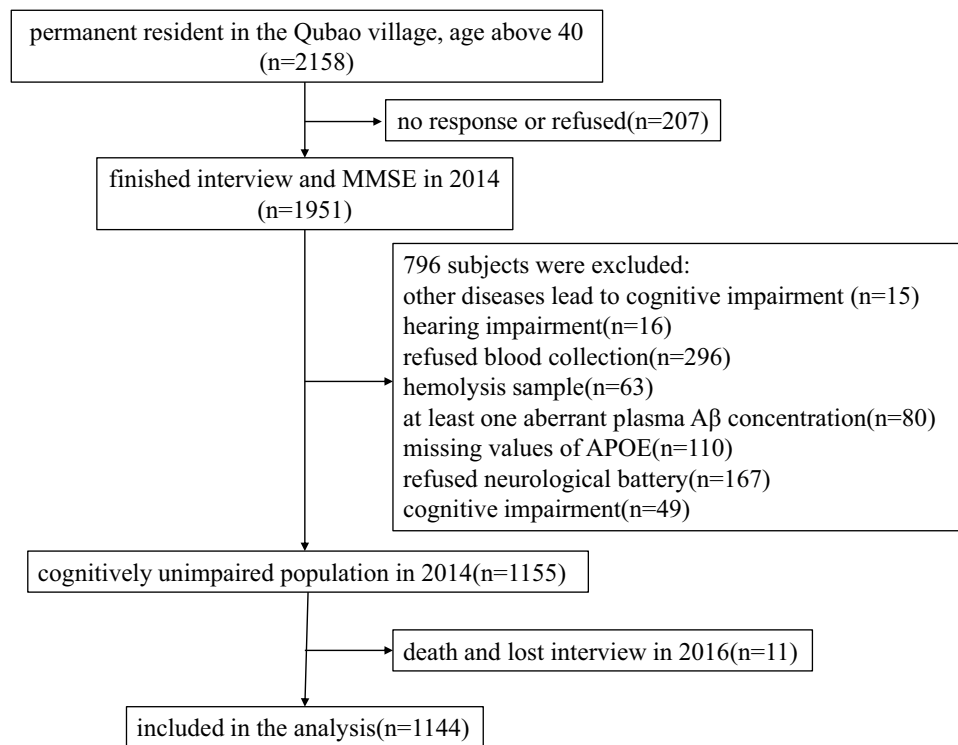 permanent resident in the Qubao village, age above 40
(n=2158)
no response or refused(n=207)
finished interview and MMSE in 2014
(n=1951)
796 subjects were excluded:
other diseases lead to cognitive impairment (n=15)
hearing impairment(n=16)
refused blood collection(n=296)
hemolysis sample(n=63)
at least one aberrant plasma Aβ concentration(n=80)
missing values of APOE(n=110)
refused neurological battery(n=167)
cognitive impairment(n=49)
cognitively unimpaired population in 2014(n=1155)
death and lost interview in 2016(n=11)
included in the analysis(n=1144)